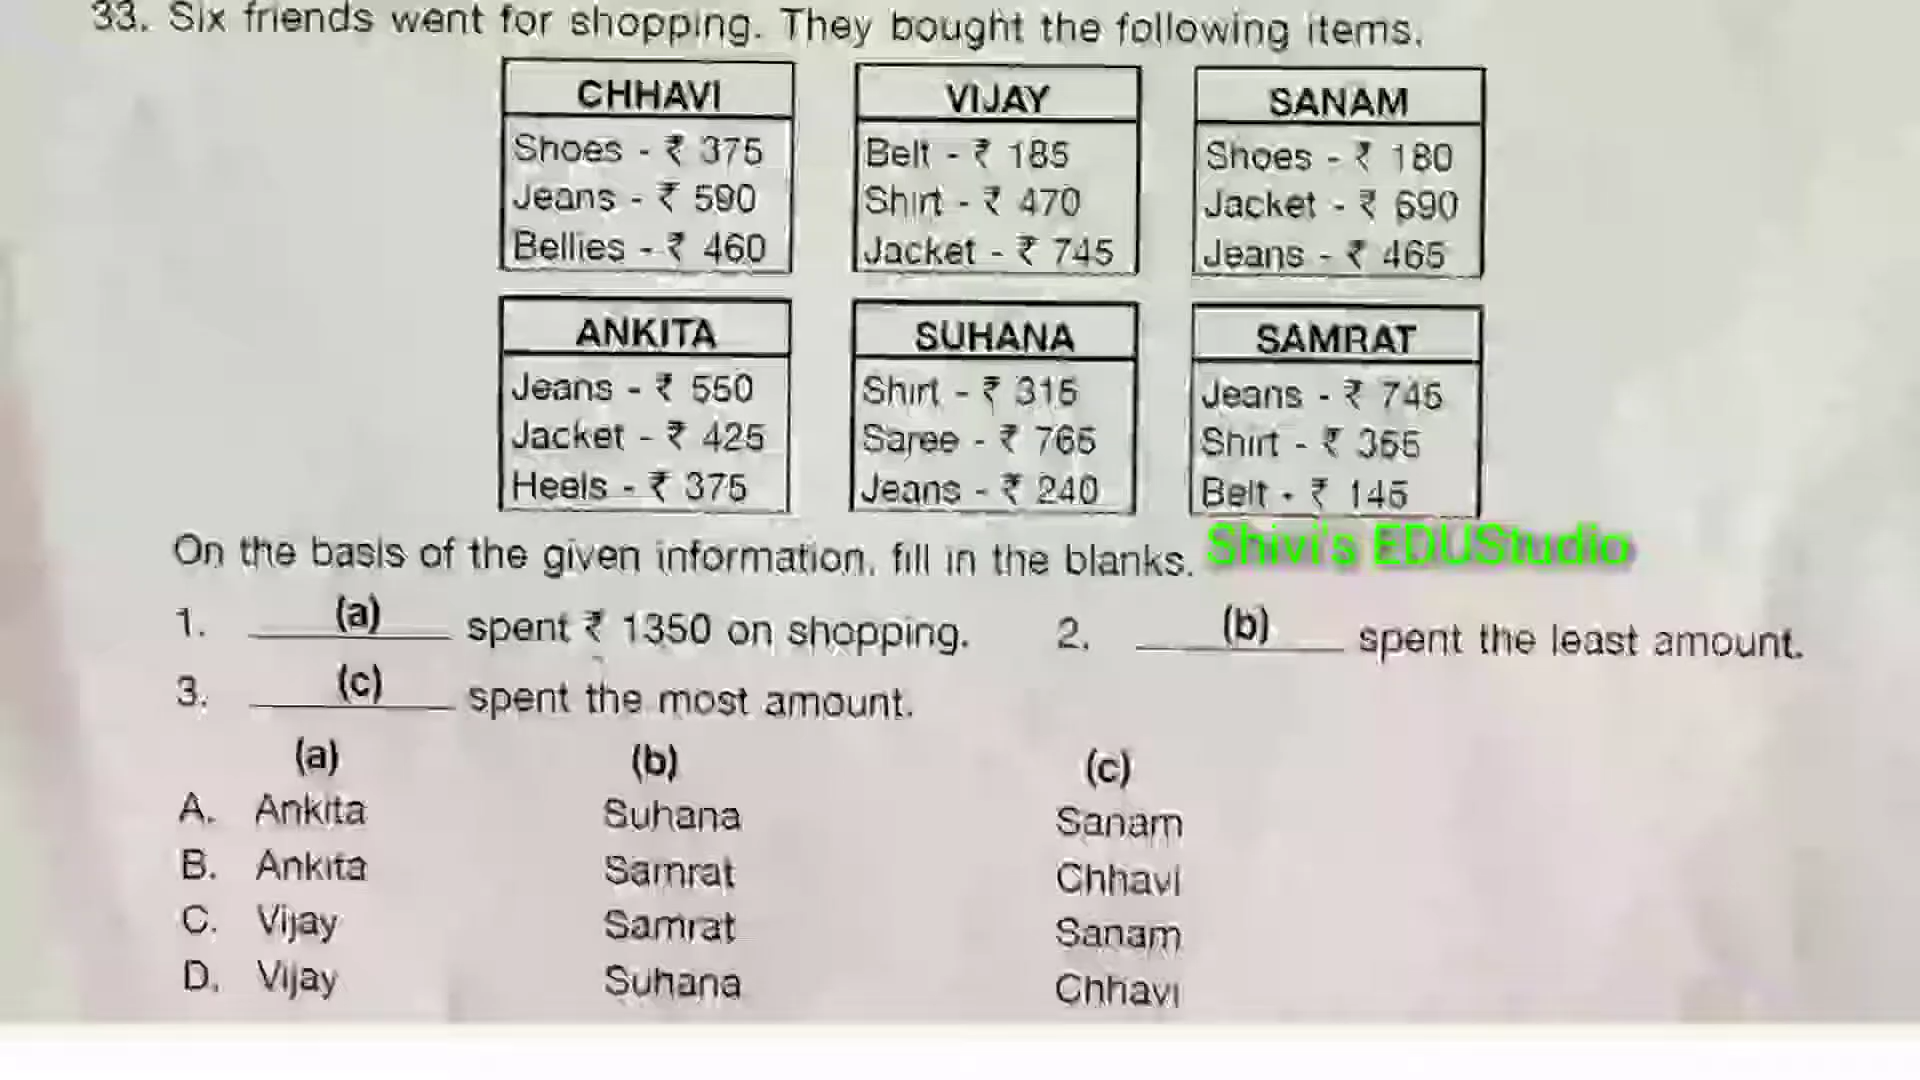 33. Six friends went for shopping. They bought the following items.
CHHAVI
Shoes - ₹ 375
Jeans - ₹ 590
Bellies - ₹ 460
VIJAY
Belt - ₹ 185
Shirt - ₹ 470
Jacket - ₹ 745
SANAM
Shoes - ₹ 180
Jacket - ₹ 690
Jeans - ₹ 465
ANKITA
Jeans - ₹ 550
Jacket - ₹ 425
Heels - ₹ 375
SUHANA
Shirt - ₹ 315
Saree - ₹ 765
Jeans - ₹ 240
SAMRAT
Jeans - ₹ 745
Shirt - ₹ 365
Belt - ₹ 145
On the basis of the given information, fill in the blanks.
Shivi's EDUStudio
1. (a) spent ₹ 1350 on shopping. 2. (b) spent the least amount.
3. (c) spent the most amount.
(a) (b) (c)
A. Ankita Suhana Sanam
B. Ankita Samrat Chhavi
C. Vijay Samrat Sanam
D. Vijay Suhana Chhavi